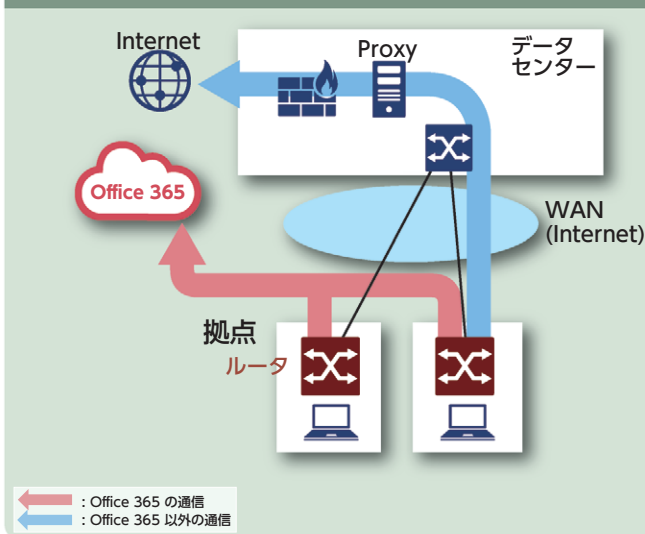 Internet
Proxy
データ
センター
Office 365
WAN
(Internet)
拠点
ルータ
: Office 365 の通信
: Office 365 以外の通信